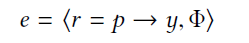 e = ⟨r = p → y, Φ⟩